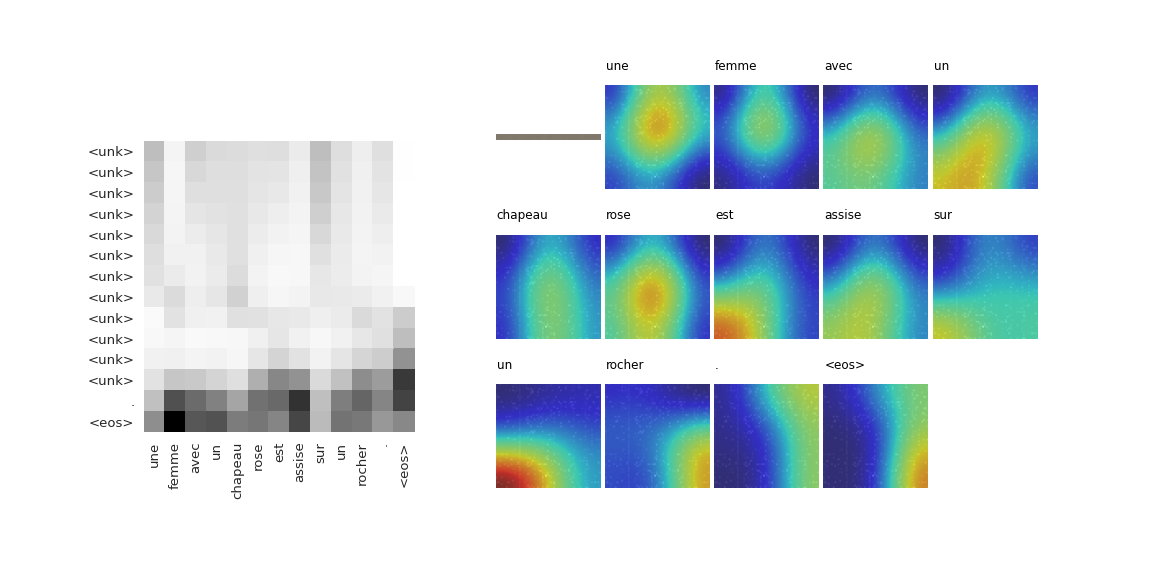 <unk>
<unk>
<unk>
<unk>
<unk>
<unk>
<unk>
<unk>
<unk>
<unk>
<unk>
<unk>
.
<eos>
une femme avec un chapeau rose est assise sur un rocher . <eos>
une femme avec un
chapeau rose est assise sur
un rocher . <eos>